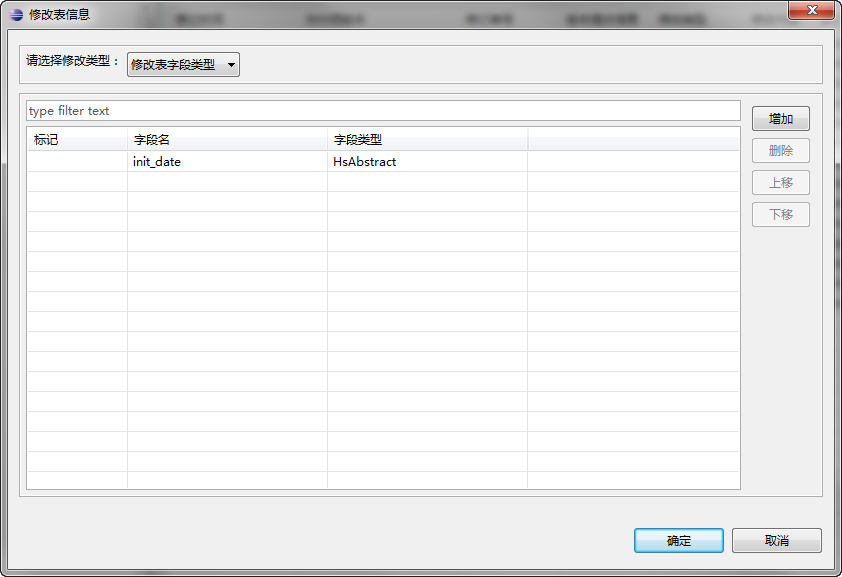 修改表信息
请选择修改类型：
修改表字段类型
type filter text
标记 字段名 字段类型
init_date HsAbstract
增加
删除
上移
下移
确定 取消